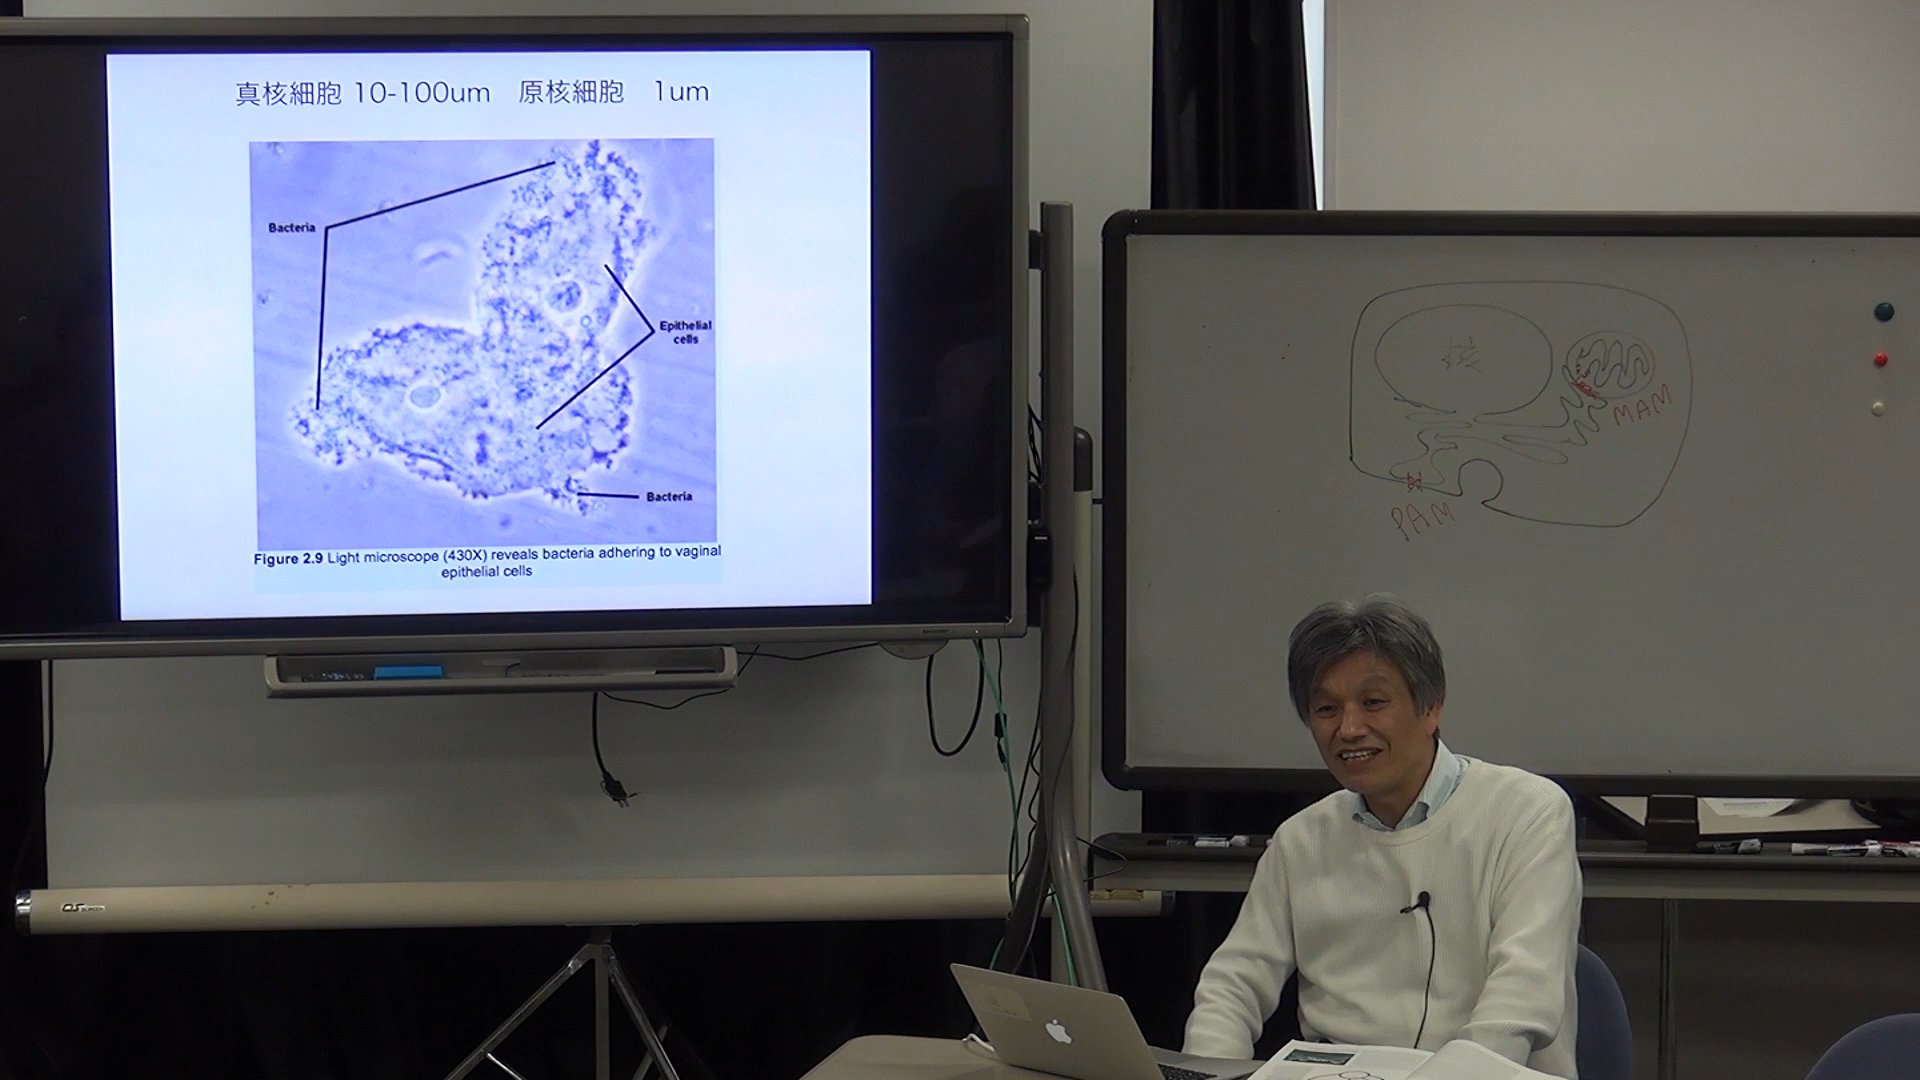 真核細胞 10-100um 原核細胞 1um
Bacteria
Epithelial
cells
Bacteria
Figure 2.9 Light microscope (430X) reveals bacteria adhering to vaginal
epithelial cells
核
MAM
PAM